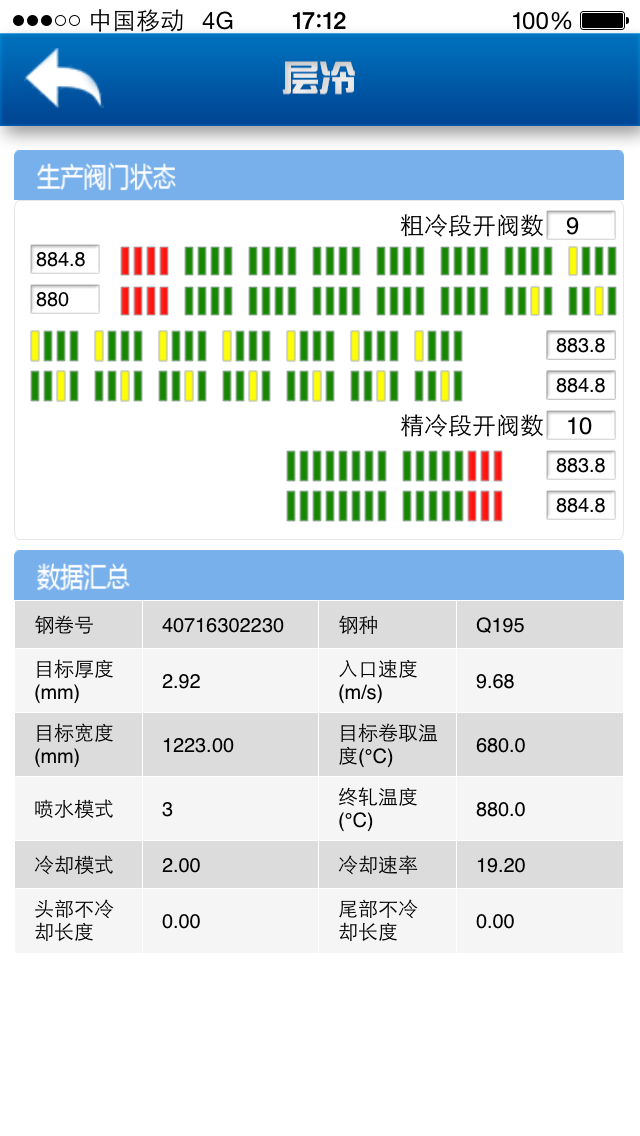 中国移动 4G 17:12 100%
层冷
生产阀门状态
粗冷段开阀数 9
884.8
880
883.8
884.8
精冷段开阀数 10
883.8
884.8
数据汇总
钢卷号 40716302230 钢种 Q195
目标厚度
(mm)
2.92
入口速度
(m/s)
9.68
目标宽度
(mm)
1223.00
目标卷取温
度(°C)
680.0
喷水模式 3
终轧温度
(°C)
880.0
冷却模式 2.00 冷却速率 19.20
头部不冷
却长度
0.00
尾部不冷
却长度
0.00